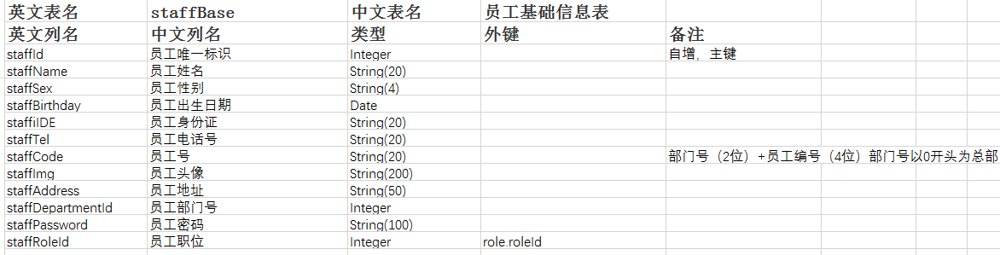 英文表名 staffBase 中文表名 员工基础信息表
英文列名 中文列名 类型 外键 备注
staffId 员工唯一标识 Integer 自增，主键
staffName 员工姓名 String(20)
staffSex 员工性别 String(4)
staffBirthday 员工出生日期 Date
staffiIDE 员工身份证 String(20)
staffTel 员工电话号 String(20)
staffCode 员工号 String(20) 部门号（2位）+员工编号（4位）部门号以0开头为总部
staffImg 员工头像 String(200)
staffAddress 员工地址 String(50)
staffDepartmentId 员工部门号 Integer
staffPassword 员工密码 String(100)
staffRoleId 员工职位 Integer role.roleId